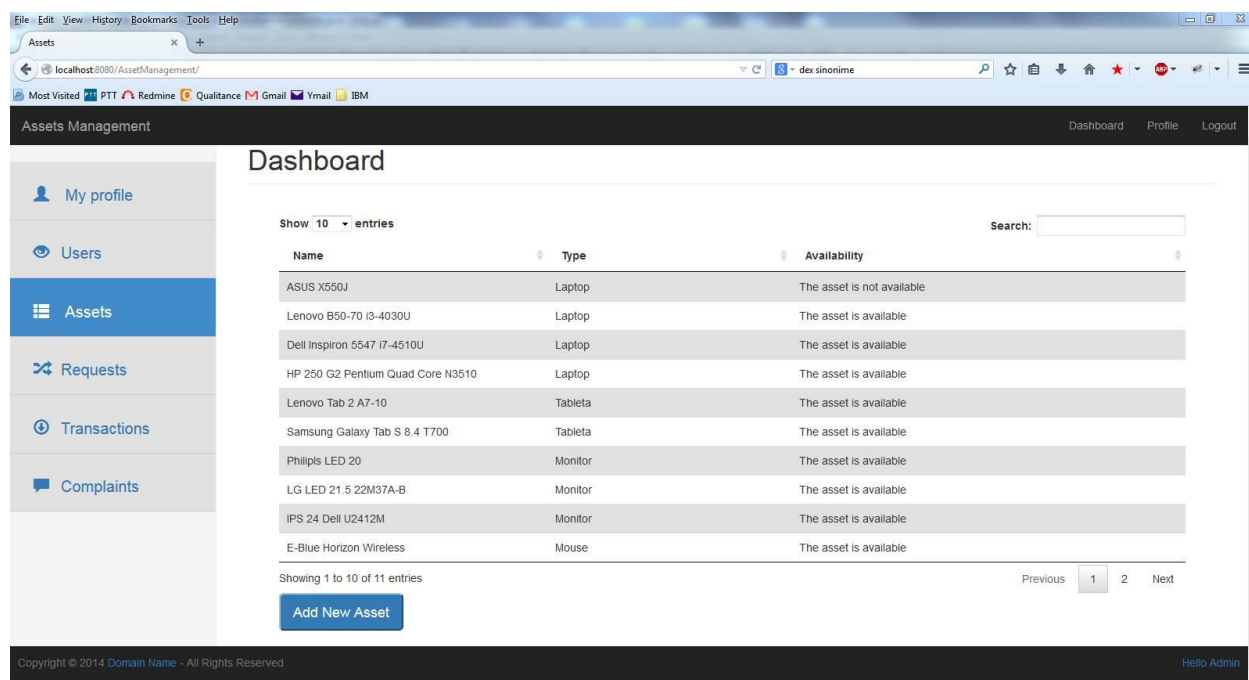 File Edit View History Bookmarks Tools Help
Assets
localhost:8080/AssetManagement/
dex sinonime
ABP
Most Visited PTT PTT Redmine Qualitance Gmail Ymail IBM
Assets Management Dashboard Profile Logout
Dashboard
My profile
Users
Assets
Requests
Transactions
Complaints
Show 10 entries Search:
Name Type Availability
ASUS X550J Laptop The asset is not available
Lenovo B50-70 i3-4030U Laptop The asset is available
Dell Inspiron 5547 i7-4510U Laptop The asset is available
HP 250 G2 Pentium Quad Core N3510 Laptop The asset is available
Lenovo Tab 2 A7-10 Tableta The asset is available
Samsung Galaxy Tab S 8.4 T700 Tableta The asset is available
Philipls LED 20 Monitor The asset is available
LG LED 21.5 22M37A-B Monitor The asset is available
IPS 24 Dell U2412M Monitor The asset is available
E-Blue Horizon Wireless Mouse The asset is available
Showing 1 to 10 of 11 entries Previous 1 2 Next
Add New Asset
Copyright © 2014 Domain Name - All Rights Reserved Hello Admin